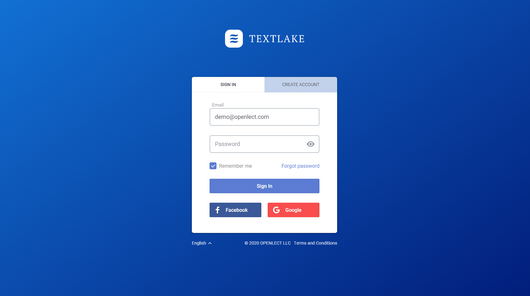 TEXTLAKE
SIGN IN CREATE ACCOUNT
Email
demo@openlect.com
Password
Remember me Forgot password
Sign In
Facebook Google
English © 2020 OPENLECT LLC Terms and Conditions